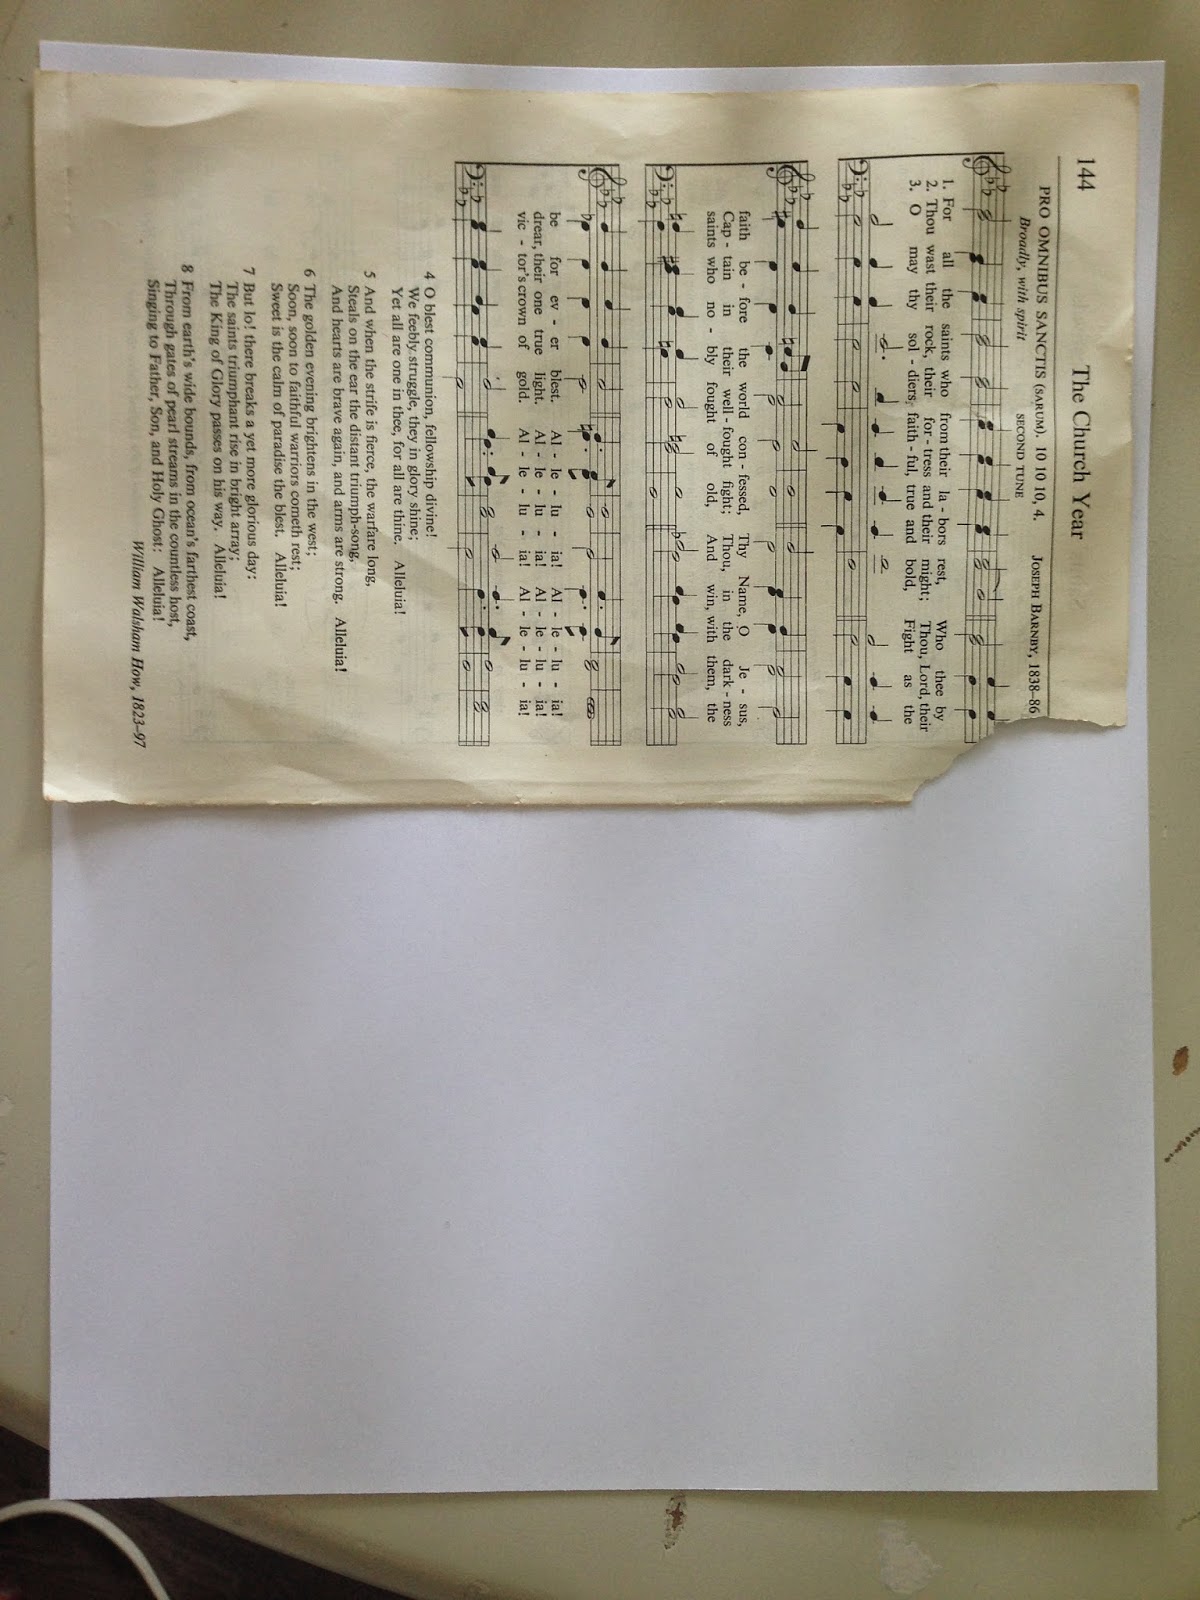 144
The Church Year
PRO OMNIBUS SANCTIS (SARUM). 10 10 10, 4.
JOSEPH BARNBY, 1838–86
Broadly, with spirit
SECOND TUNE
1. For all the saints who from their la - bors rest, Who thee by
2. Thou wast their rock, their for - tress and their might; Thou, Lord, their
3. O may thy sol - diers, faith - ful, true and bold, Fight as the
faith be - fore the world con - fessed, Thy Name, O Je - sus,
Cap - tain in their well - fought fight; Thou, in the dark - ness
saints who no - bly fought of old, And win, with them, the
be for ev - er blest. Al - le - lu - ia! Al - le - lu - ia!
drear, their one true light. Al - le - lu - ia! Al - le - lu - ia!
vic - tor's crown of gold. Al - le - lu - ia! Al - le - lu - ia!
4 O blest communion, fellowship divine!
We feebly struggle, they in glory shine;
Yet all are one in thee, for all are thine. Alleluia!
5 And when the strife is fierce, the warfare long,
Steals on the ear the distant triumph-song,
And hearts are brave again, and arms are strong. Alleluia!
6 The golden evening brightens in the west;
Soon, soon to faithful warriors cometh rest;
Sweet is the calm of paradise the blest. Alleluia!
7 But lo! there breaks a yet more glorious day:
The saints triumphant rise in bright array;
The King of Glory passes on his way. Alleluia!
8 From earth's wide bounds, from ocean's farthest coast,
Through gates of pearl streams in the countless host,
Singing to Father, Son, and Holy Ghost: Alleluia!
William Walsham How, 1823–97